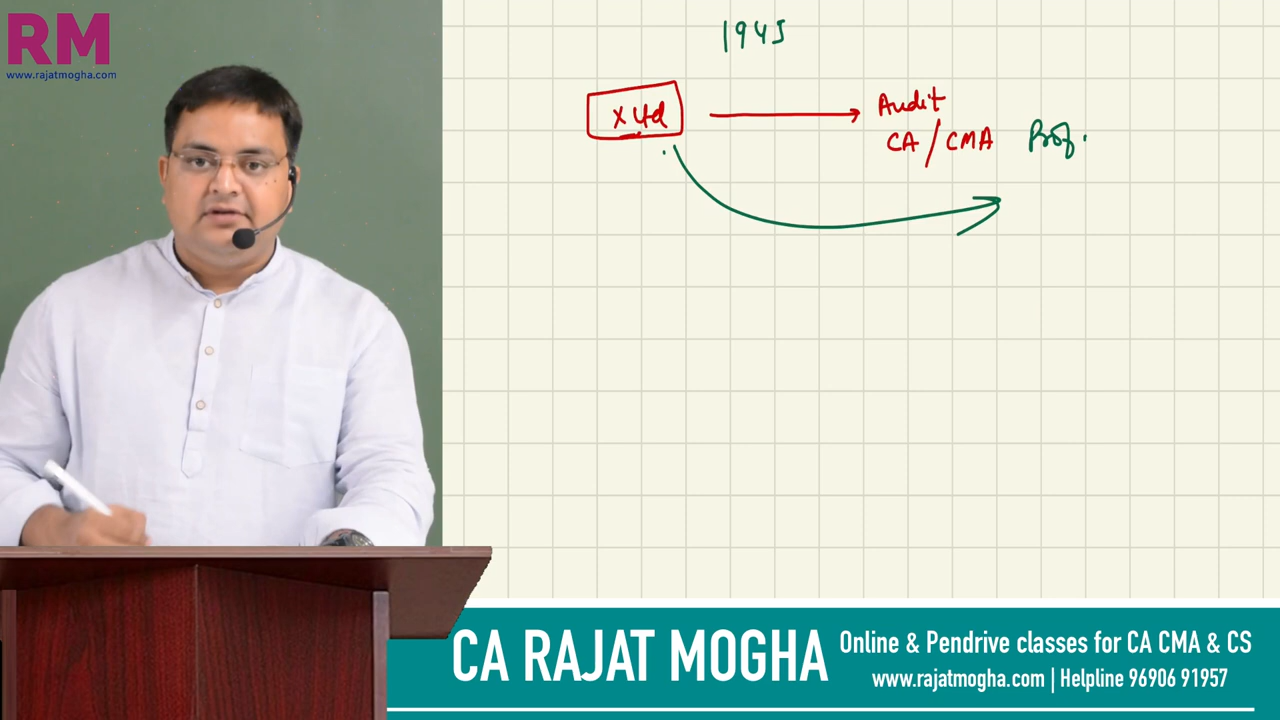 RM
www.rajatmogha.com
1945
x4d
Audit
CA / CMA Prof.
CA RAJAT MOGHA
Online & Pendrive classes for CA CMA & CS
www.rajatmogha.com | Helpline 96906 91957